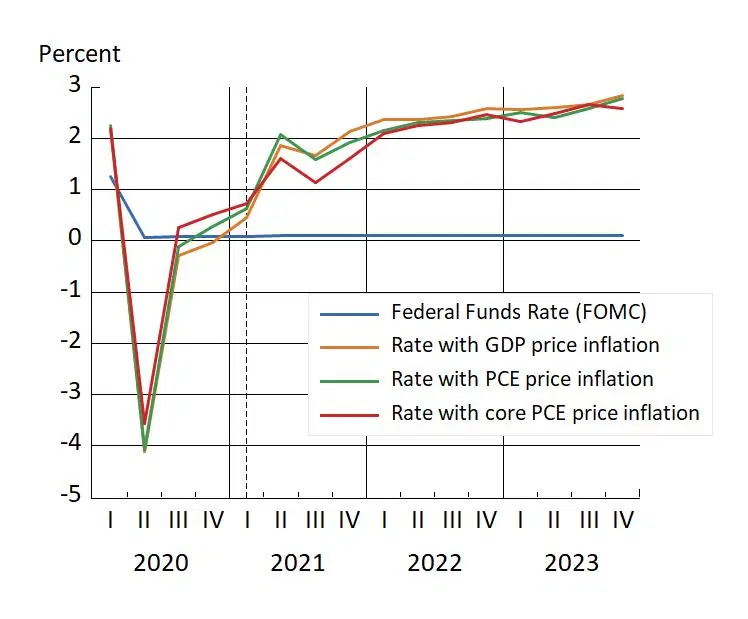 Percent
3
2
1
0
-1
-2
-3
-4
-5
Federal Funds Rate (FOMC)
Rate with GDP price inflation
Rate with PCE price inflation
Rate with core PCE price inflation
I II III IV I II III IV I II III IV I II III IV
2020 2021 2022 2023